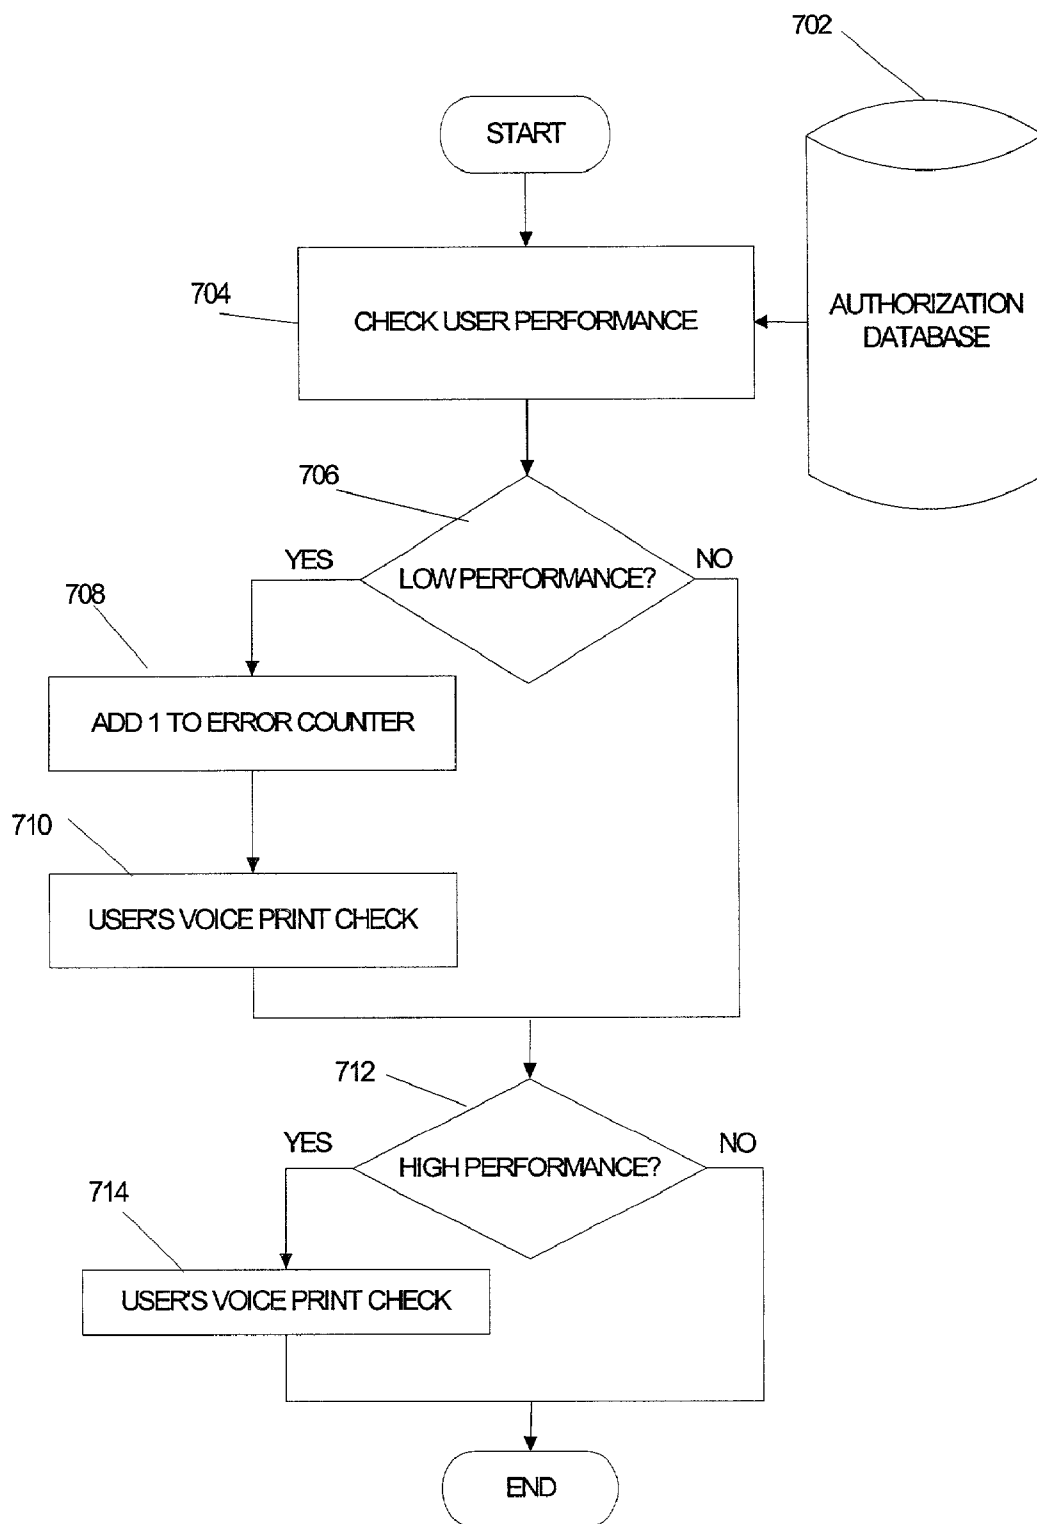 702
START
704
CHECK USER PERFORMANCE
AUTHORIZATION
DATABASE
706
YES
LOW PERFORMANCE?
NO
708
ADD 1 TO ERROR COUNTER
710
USER'S VOICE PRINT CHECK
712
YES
HIGH PERFORMANCE?
NO
714
USER'S VOICE PRINT CHECK
END